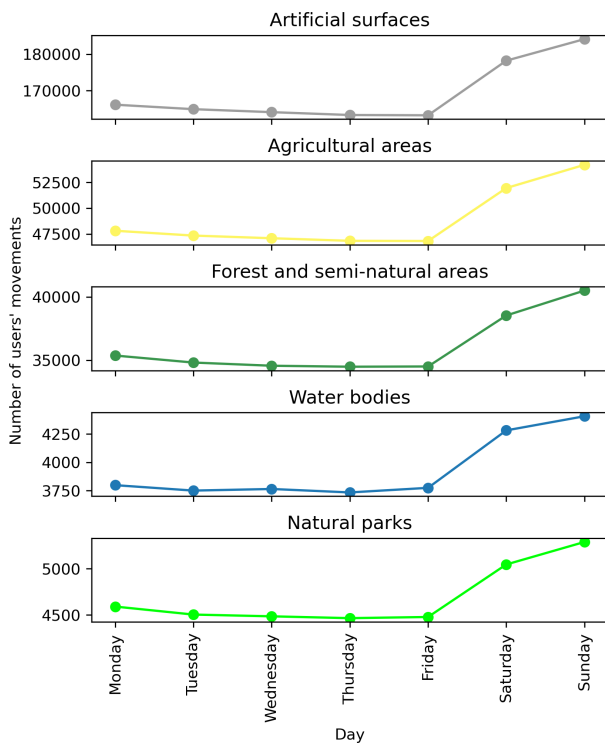 Artificial surfaces
180000
170000
Agricultural areas
52500
50000
47500
Forest and semi-natural areas
40000
35000
Number of users' movements
Water bodies
4250
4000
3750
Natural parks
5000
4500
Monday
Tuesday
Wednesday
Thursday
Friday
Saturday
Sunday
Day